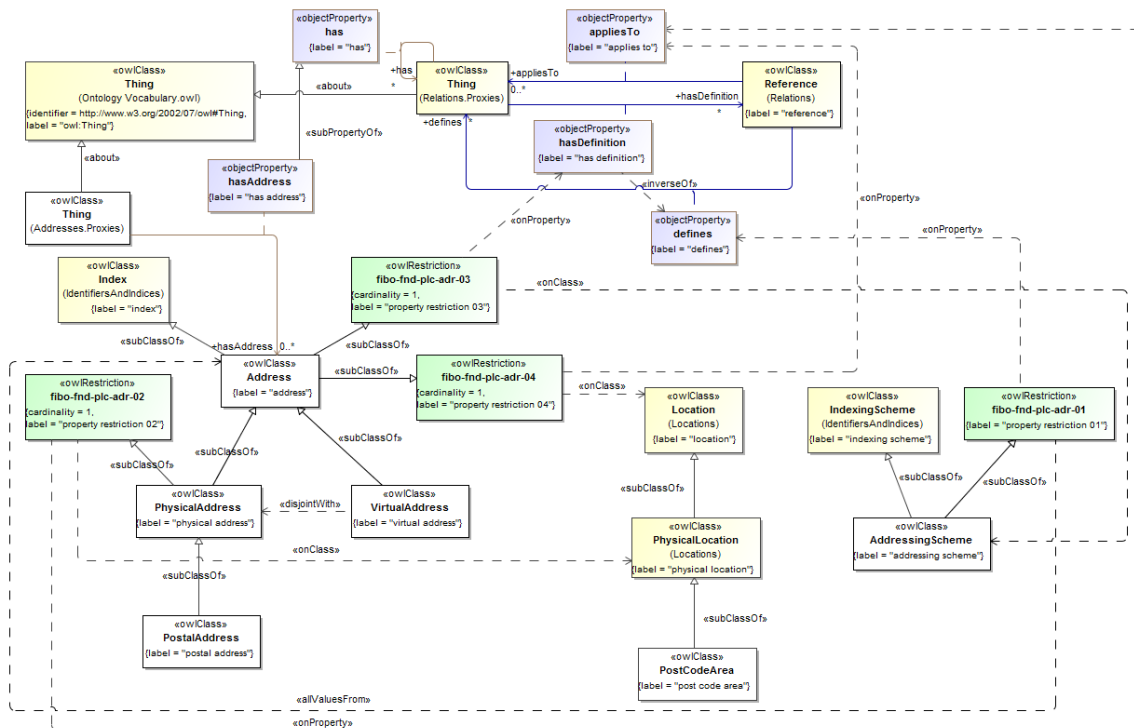 «objectProperty»
has
{label = "has"}
«objectProperty»
appliesTo
{label = "applies to"}
«owlClass»
Thing
(Ontology Vocabulary.owl)
{identifier = http://www.w3.org/2002/07/owl#Thing,
label = "owl:Thing"}
«about»
+has
*
«owlClass»
Thing
(Relations.Proxies)
+appliesTo
0..*
«owlClass»
Reference
(Relations)
{label = "reference"}
+hasDefinition
*
+defines
*
«subPropertyOf»
«objectProperty»
hasDefinition
{label = "has definition"}
«about»
«objectProperty»
hasAddress
{label = "has address"}
«inverseOf»
«onProperty»
«owlClass»
Thing
(Addresses.Proxies)
«onProperty»
«objectProperty»
defines
{label = "defines"}
«onProperty»
«owlClass»
Index
(IdentifiersAndIndices)
{label = "index"}
«owlRestriction»
fibo-fnd-plc-adr-03
{cardinality = 1,
label = "property restriction 03"}
«onClass»
«subClassOf»
+hasAddress
0..*
«subClassOf»
«owlClass»
Address
{label = "address"}
«subClassOf»
«owlRestriction»
fibo-fnd-plc-adr-04
{cardinality = 1,
label = "property restriction 04"}
«onClass»
«owlRestriction»
fibo-fnd-plc-adr-02
{cardinality = 1,
label = "property restriction 02"}
«owlClass»
Location
(Locations)
{label = "location"}
«owlClass»
IndexingScheme
(IdentifiersAndIndices)
{label = "indexing scheme"}
«owlRestriction»
fibo-fnd-plc-adr-01
{label = "property restriction 01"}
«subClassOf»
«subClassOf»
«subClassOf»
«subClassOf»
«subClassOf»
«subClassOf»
«owlClass»
PhysicalAddress
{label = "physical address"}
«disjointWith»
«owlClass»
VirtualAddress
{label = "virtual address"}
«owlClass»
PhysicalLocation
(Locations)
{label = "physical location"}
«owlClass»
AddressingScheme
{label = "addressing scheme"}
«onClass»
«subClassOf»
«subClassOf»
«owlClass»
PostalAddress
{label = "postal address"}
«owlClass»
PostCodeArea
{label = "post code area"}
«allValuesFrom»
«onProperty»